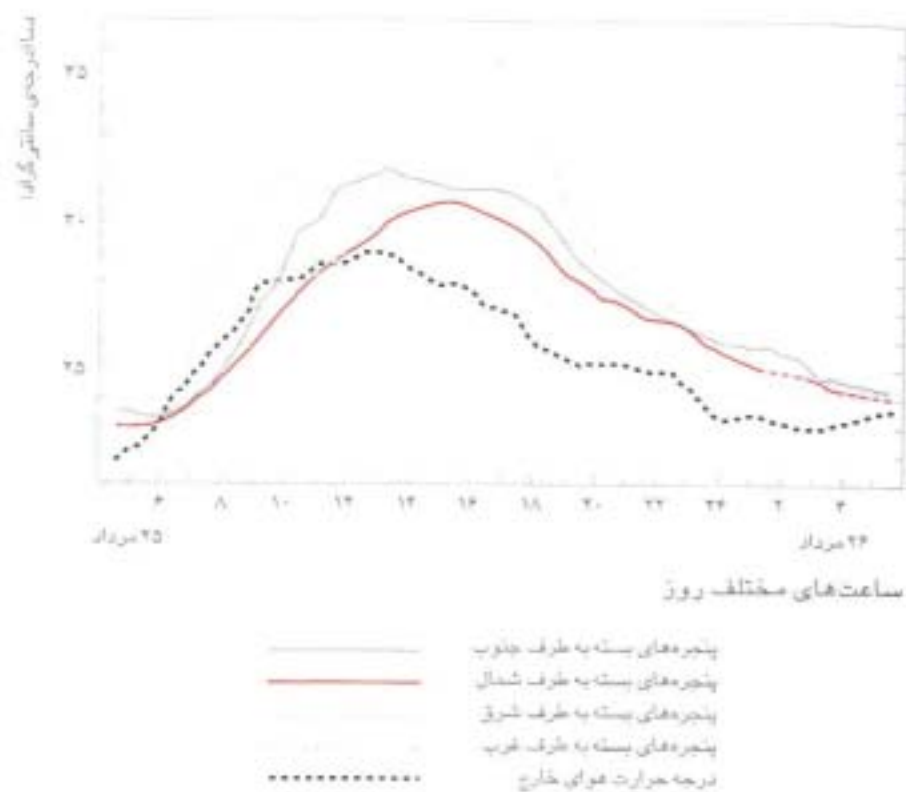 دما (درجه‌ی سانتی‌گراد)
۳۵
۳۰
۲۵
۶ ۸ ۱۰ ۱۲ ۱۴ ۱۶ ۱۸ ۲۰ ۲۲ ۲۴ ۲ ۴
۲۵ مرداد ۲۶ مرداد
ساعت‌های مختلف روز
پنجره‌های بسته به طرف جنوب
پنجره‌های بسته به طرف شمال
پنجره‌های بسته به طرف شرق
پنجره‌های بسته به طرف غرب
درجه حرارت هوای خارج